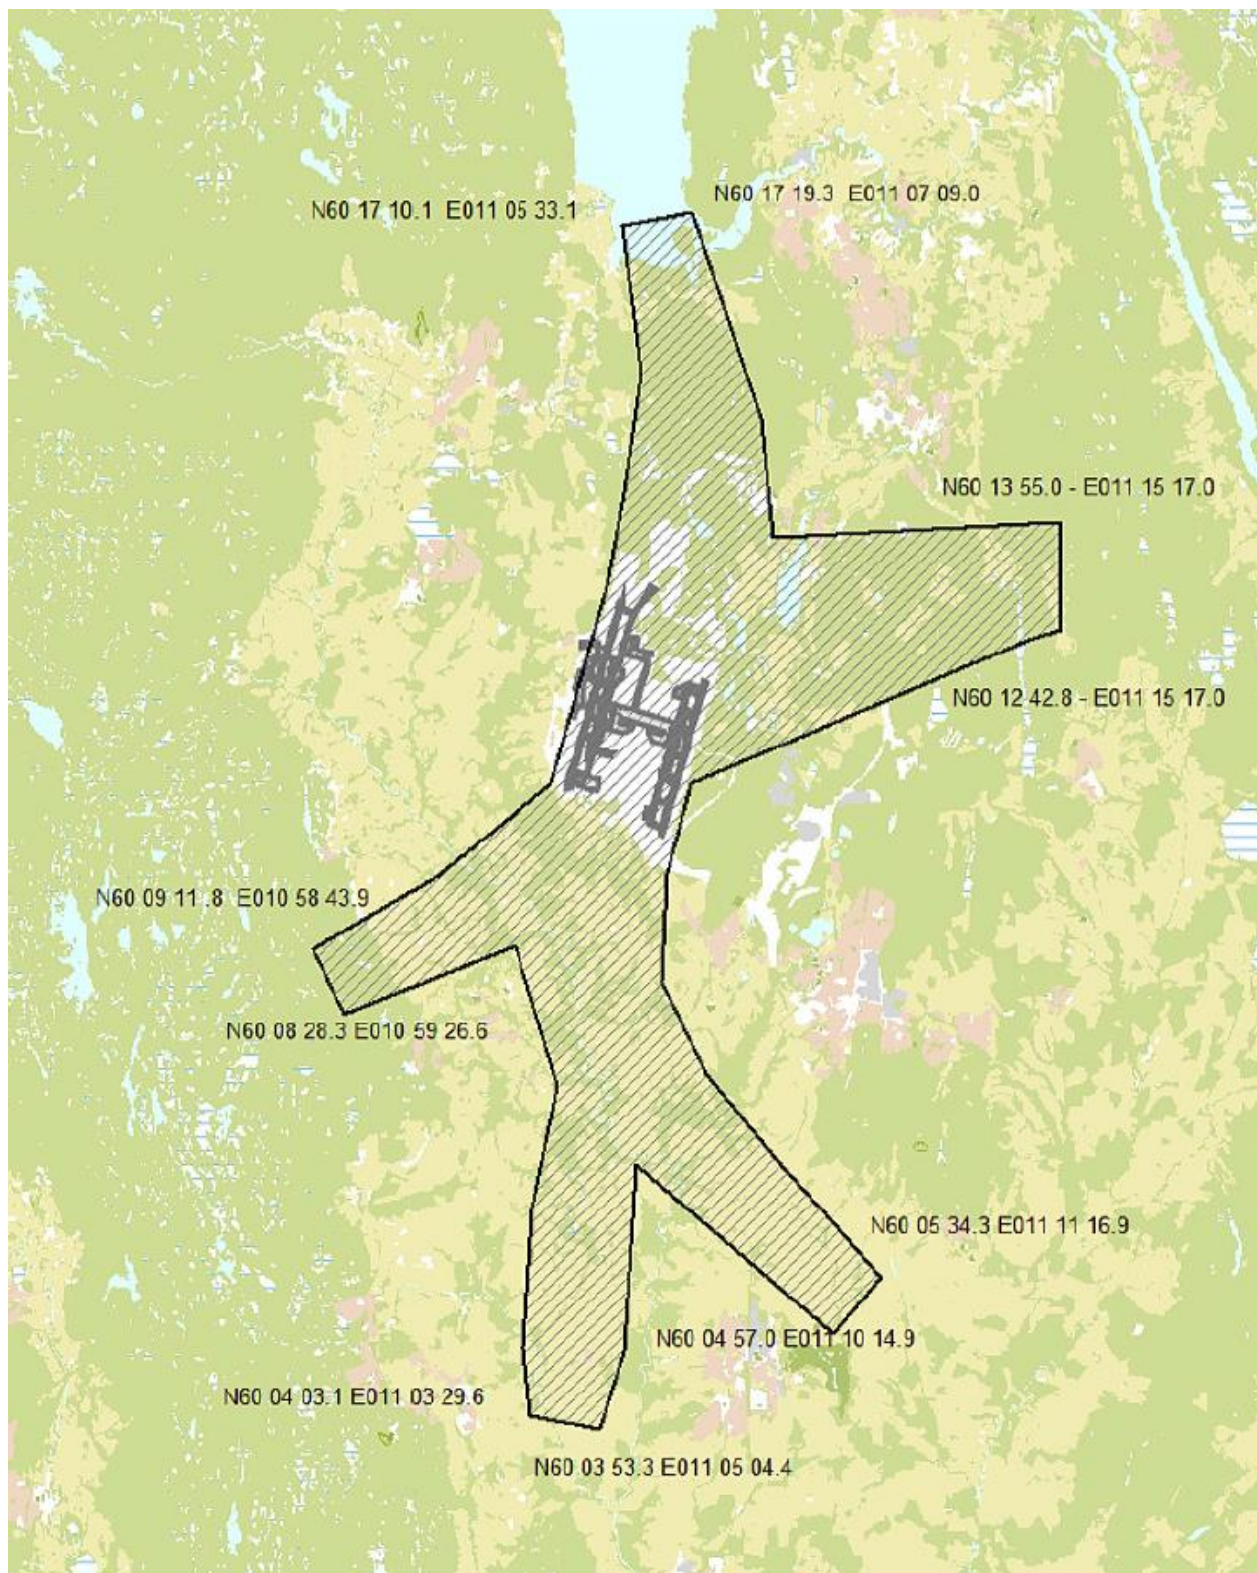 N60 17 19.3 E011 07 09.0
N60 17 10.1 E011 05 33.1
N60 13 55.0 - E011 15 17.0
N60 12 42.8 - E011 15 17.0
N60 09 11.8 E010 58 43.9
N60 08 28.3 E010 59 26.6
N60 05 34.3 E011 11 16.9
N60 04 57.0 E011 10 14.9
N60 04 03.1 E011 03 29.6
N60 03 53.3 E011 05 04.4